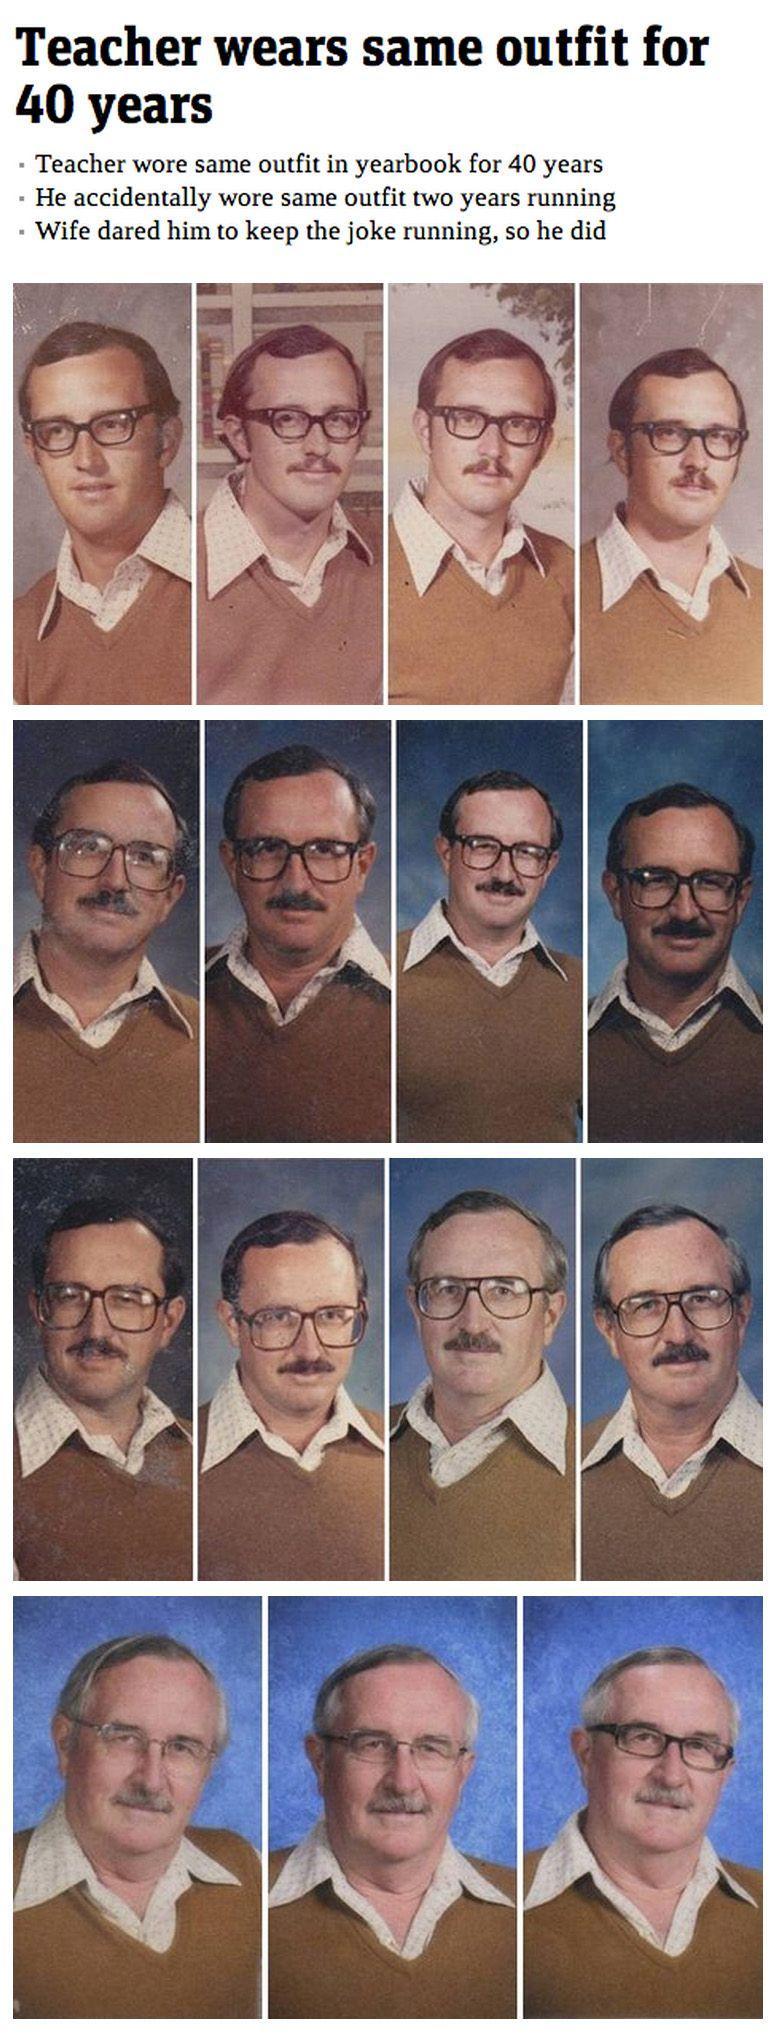 Teacher wears same outfit for
40 years
▪ Teacher wore same outfit in yearbook for 40 years
▪ He accidentally wore same outfit two years running
▪ Wife dared him to keep the joke running, so he did